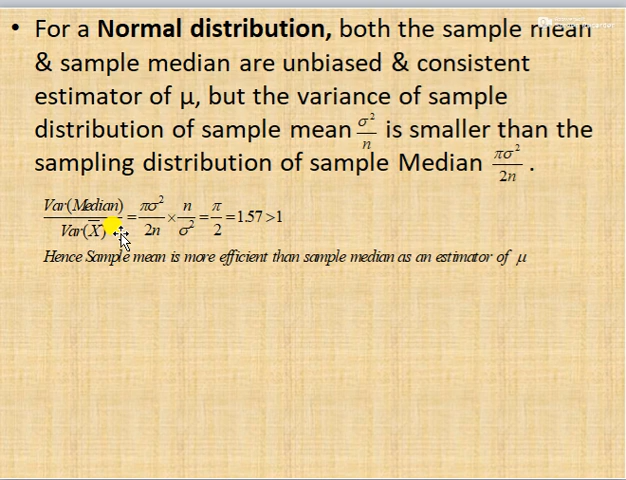 • For a Normal distribution, both the sample mean
& sample median are unbiased & consistent
estimator of μ, but the variance of sample
distribution of sample mean σ²/n is smaller than the
sampling distribution of sample Median πσ²/2n .
Var(Median)/Var(X̅) = πσ²/2n × n/σ² = π/2 = 1.57 > 1
Hence Sample mean is more efficient than sample median as an estimator of μ